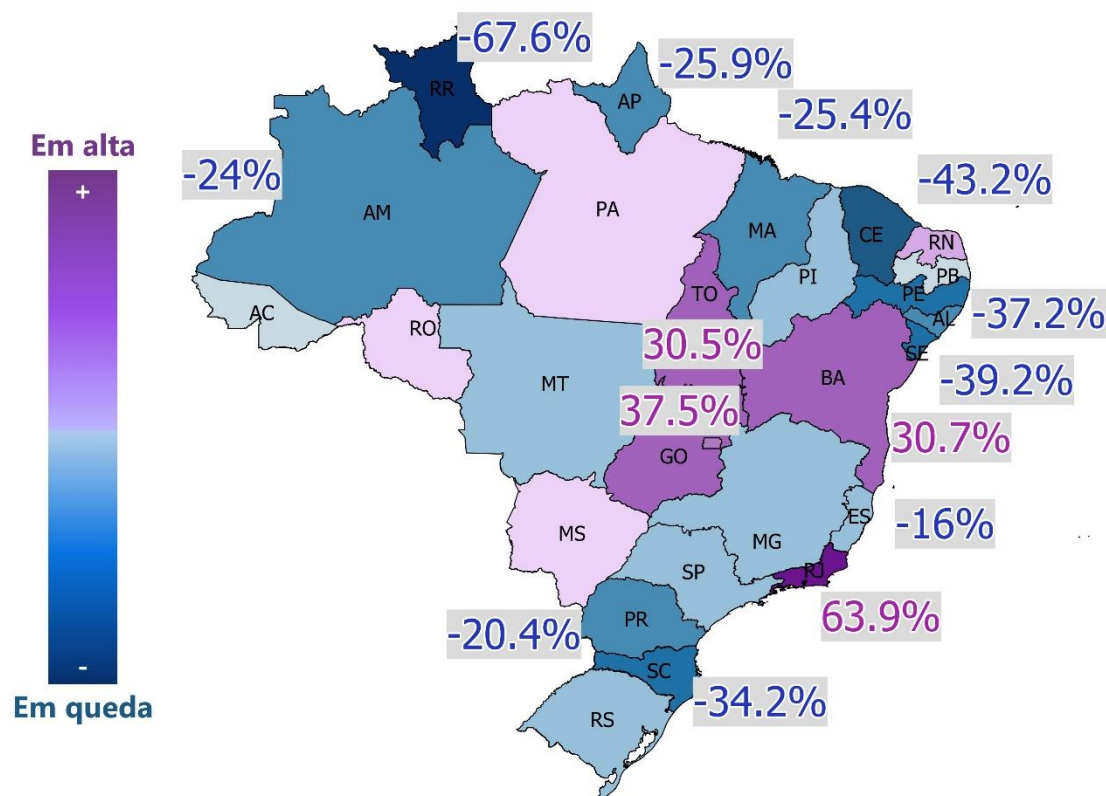 -67.6%
RR
-25.9%
AP
-25.4%
Em alta
+
-24%
-43.2%
AM
PA
MA
CE
RN
PI
PB
TO
PE
AC
AL
-37.2%
RO
30.5%
SE
MT
BA
-39.2%
37.5%
30.7%
GO
ES
-16%
MS
MG
SP
RJ
-20.4%
63.9%
PR
-
SC
Em queda
-34.2%
RS